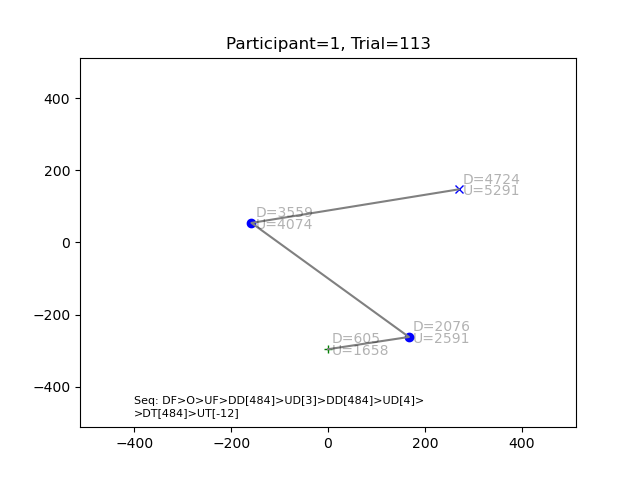 Participant=1, Trial=113
400
200
0
−200
−400
D=4724
U=5291
D=3559
U=4074
D=2076
U=2591
D=605
U=1658
Seq: DF>O>UF>DD[484]>UD[3]>DD[484]>UD[4]>
>DT[484]>UT[-12]
−400 −200 0 200 400